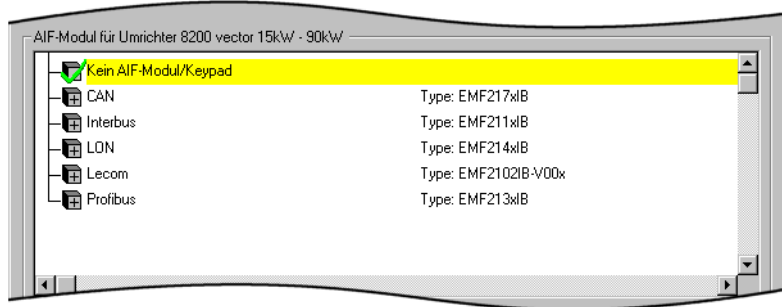 AIF-Modul für Umrichter 8200 vector 15kW - 90kW
Kein AIF-Modul/Keypad
CAN Type: EMF217xIB
Interbus Type: EMF211xIB
LON Type: EMF214xIB
Lecom Type: EMF2102IB-V00x
Profibus Type: EMF213xIB